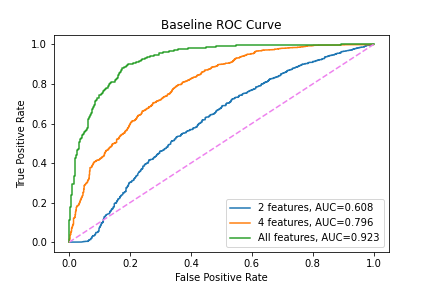 Baseline ROC Curve
1.0
0.8
0.6
0.4
0.2
0.0
True Positive Rate
2 features, AUC=0.608
4 features, AUC=0.796
All features, AUC=0.923
0.0 0.2 0.4 0.6 0.8 1.0
False Positive Rate